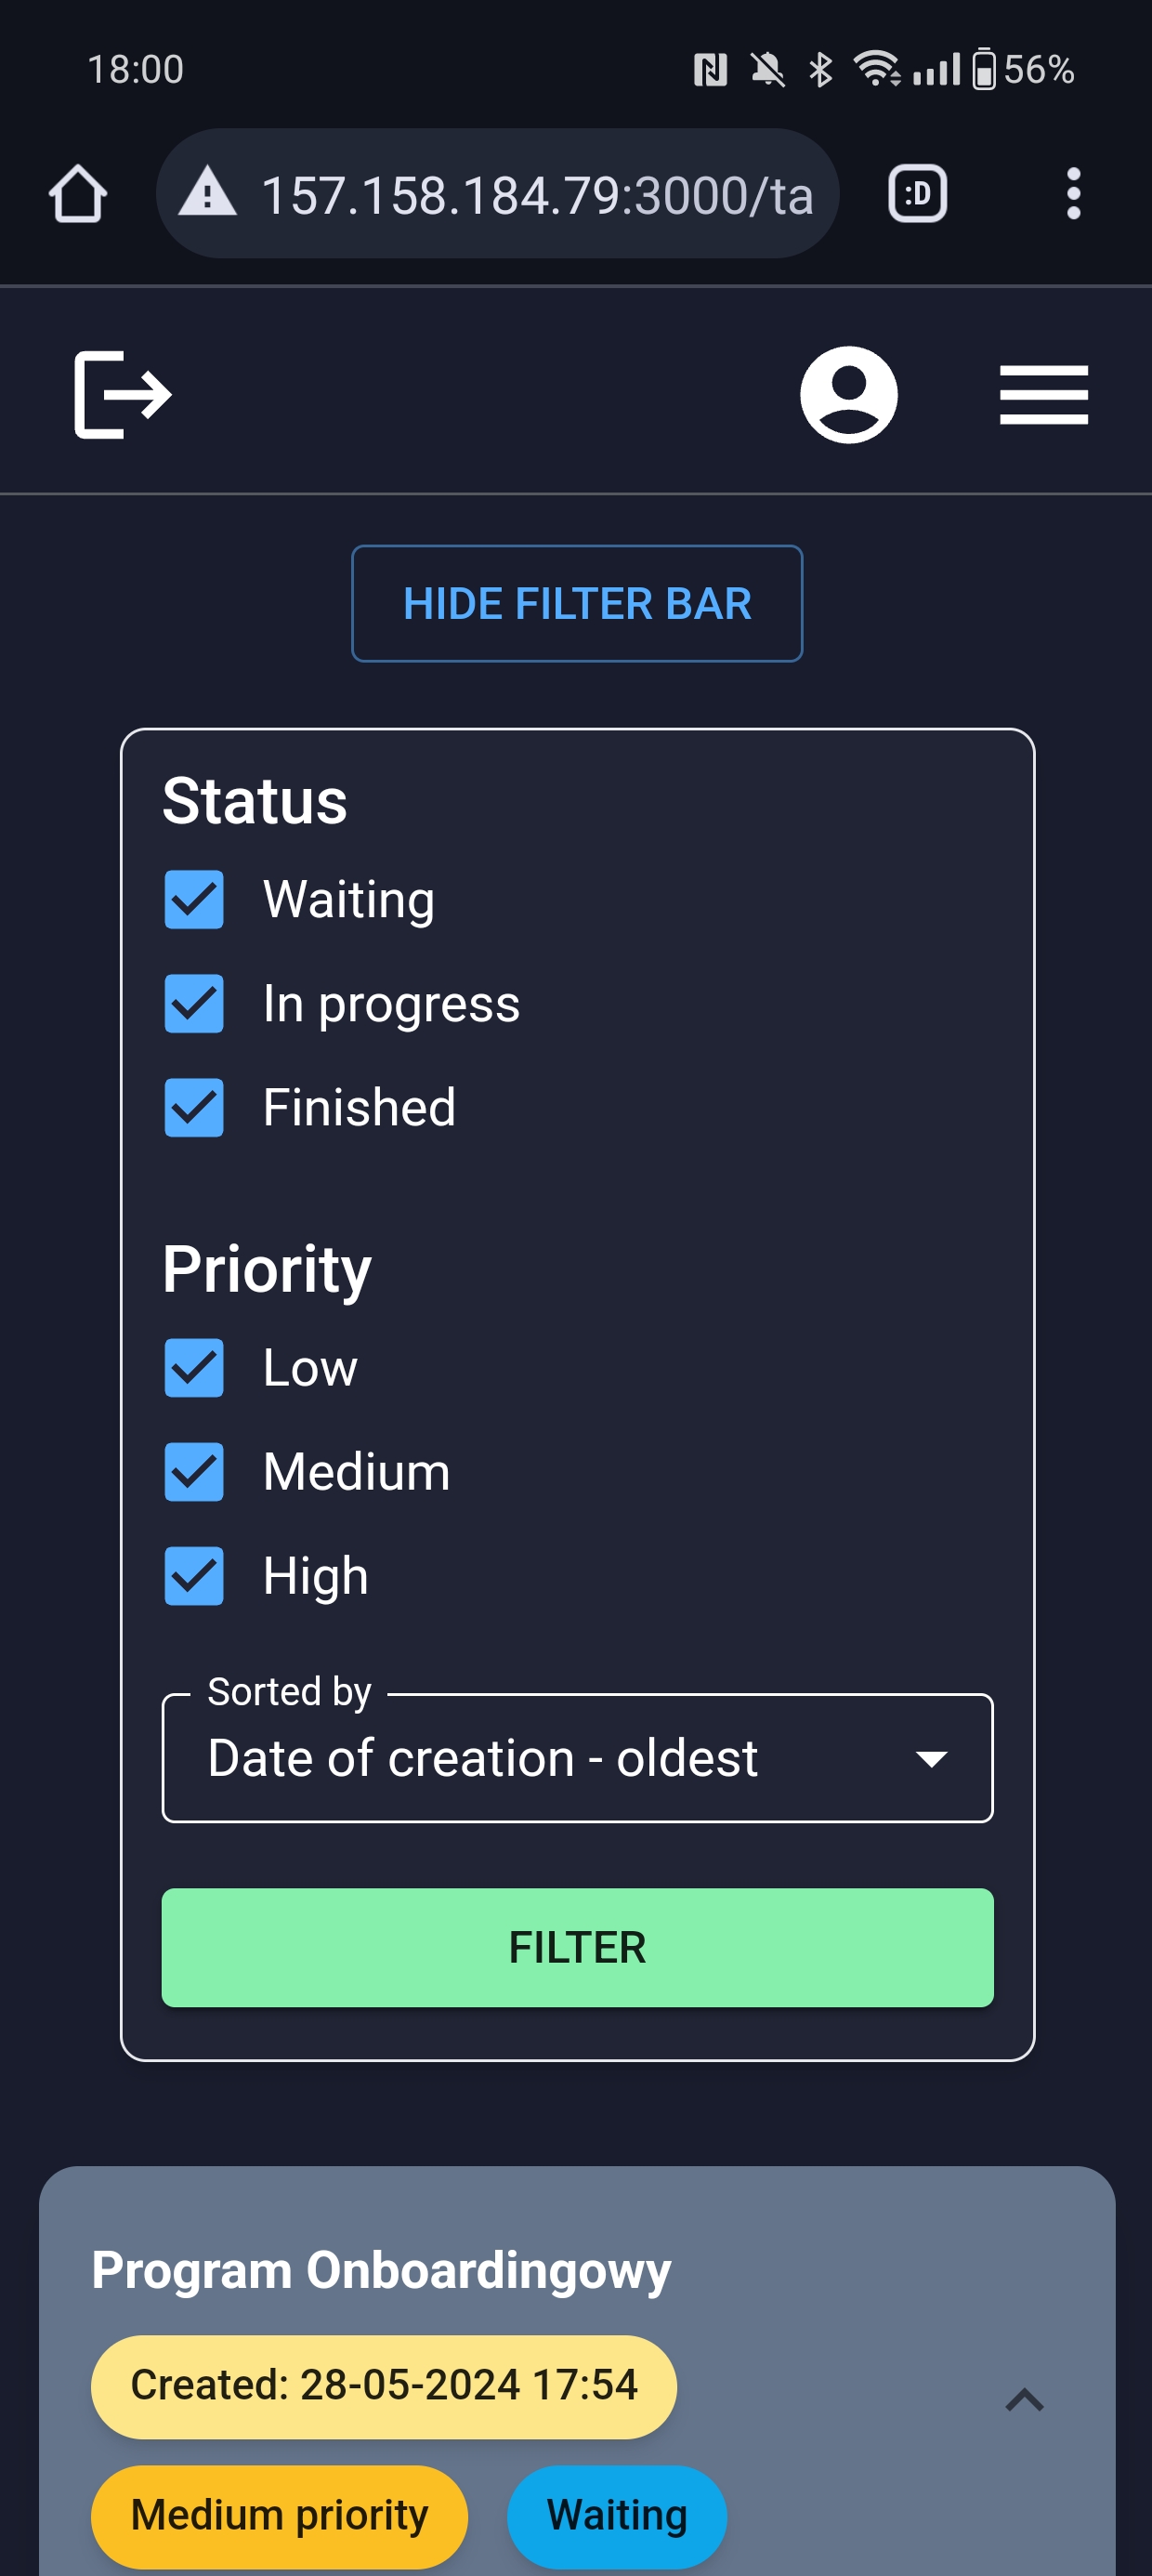 18:00
56%
157.158.184.79:3000/ta
:D
HIDE FILTER BAR
Status
Waiting
In progress
Finished
Priority
Low
Medium
High
Sorted by
Date of creation - oldest
FILTER
Program Onboardingowy
Created: 28-05-2024 17:54
Medium priority
Waiting